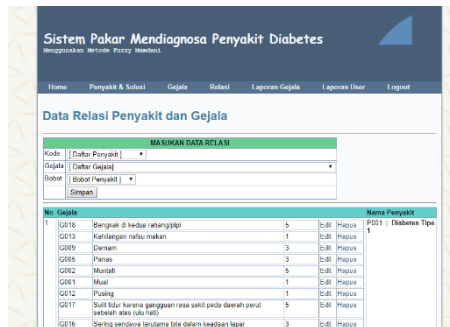 Sistem Pakar Mendiagnosa Penyakit Diabetes
Menggunakan Metode Fuzzy Mamdani
Home Penyakit & Solusi Gejala Relasi Laporan Gejala Laporan User Logout
Data Relasi Penyakit dan Gejala
MASUKAN DATA RELASI
Kode [ Daftar Penyakit ]
Gejala [ Daftar Gejala]
Bobot [ Bobot Penyakit ]
Simpan
No Gejala Nama Penyakit
1 G018 Bengkak di kedua rahang/pipi 5 Edit Hapus P001 | Diabetes Tipe 1
G013 Kehilangan nafsu makan 1 Edit Hapus
G009 Demam 3 Edit Hapus
G005 Panas 3 Edit Hapus
G002 Muntah 5 Edit Hapus
G001 Mual 1 Edit Hapus
G012 Pusing 1 Edit Hapus
G017 Sulit tidur karena gangguan rasa sakit pada daerah perut 5 Edit Hapus
sebelah atas (ulu hati)
G016 Sering sendawa terutama bila dalam keadaan lapar 3 Edit Hapus